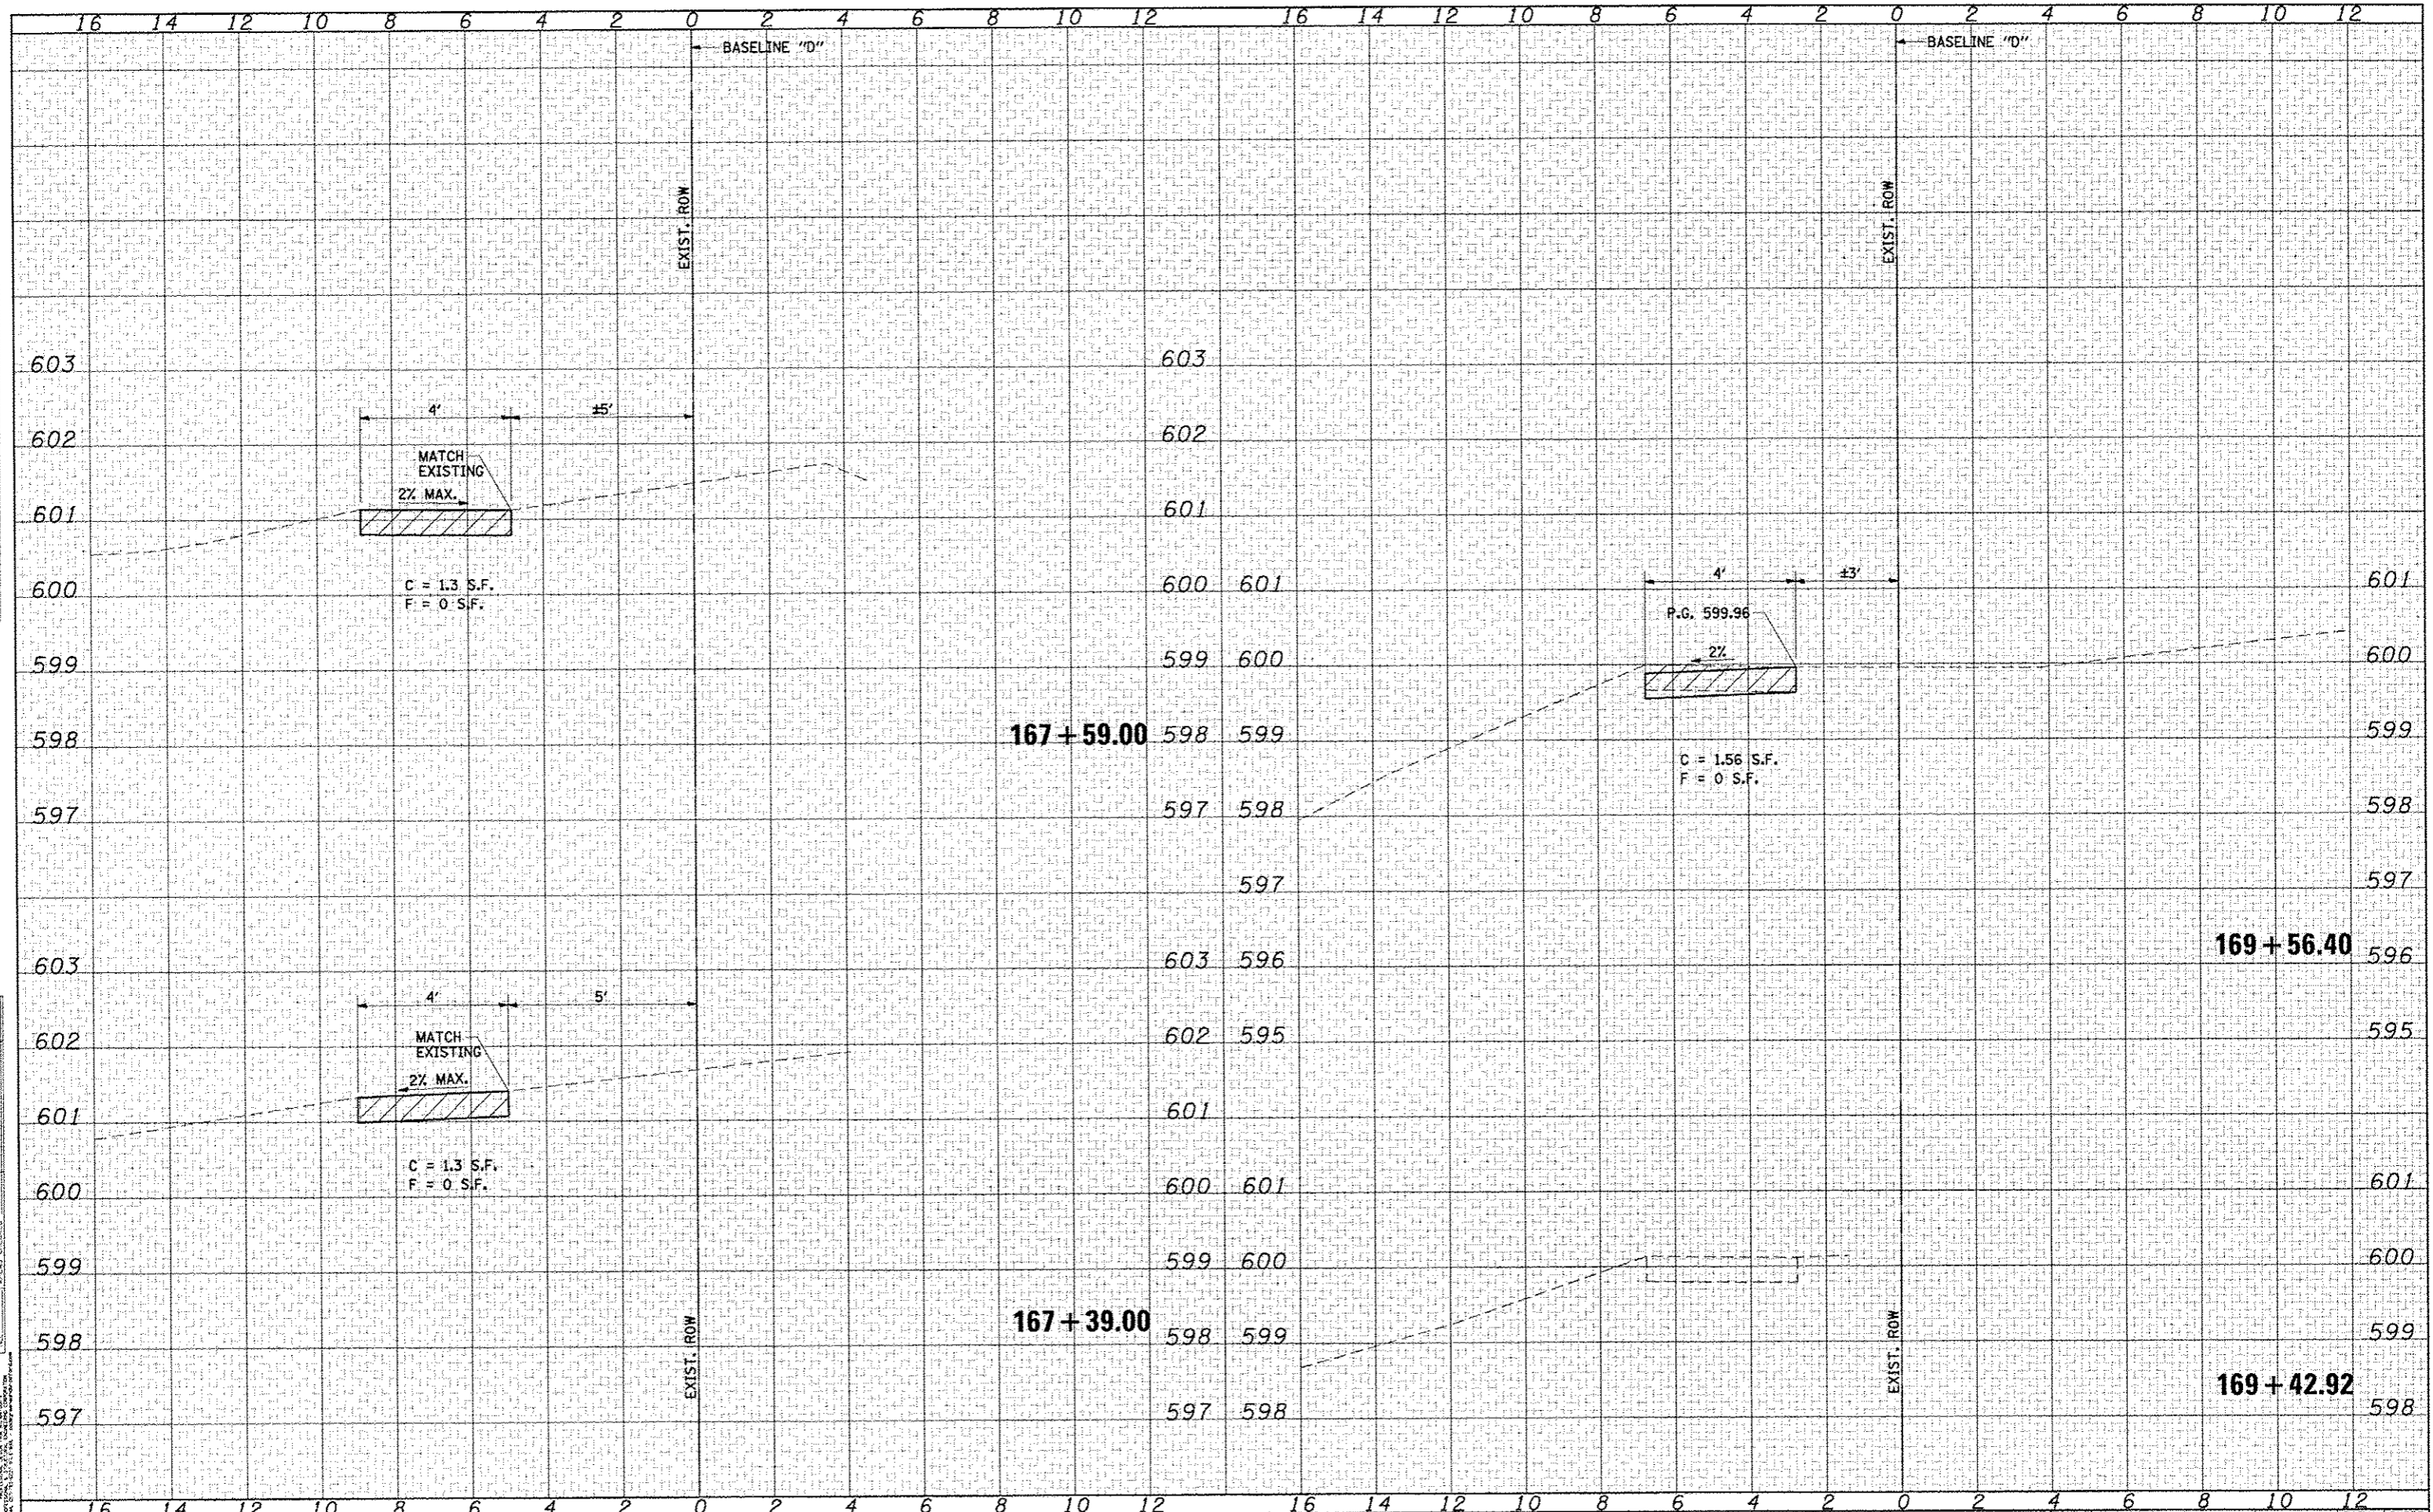 16 14 12 10 8 6 4 2 0 2 4 6 8 10 12 16 14 12 10 8 6 4 2 0 2 4 6 8 10 12
BASELINE "D"
EXIST. ROW
603 603
4' ±5'
602 602
MATCH
EXISTING
2% MAX.
601 601
C = 1.3 S.F.
F = 0 S.F.
600 600
599 599
167+59.00
598 598
597 597
603 603
4' 5'
602 602
MATCH
EXISTING
2% MAX.
601 601
C = 1.3 S.F.
F = 0 S.F.
600 600
599 599
167+39.00
598 598
EXIST. ROW
597 597
BASELINE "D"
EXIST. ROW
601 601
4' ±3'
P.G. 599.96
2%
600 600
599 599
C = 1.56 S.F.
F = 0 S.F.
598 598
597 597
169+56.40
596 596
595 595
601 601
600 600
599 599
EXIST. ROW
169+42.92
598 598
16 14 12 10 8 6 4 2 0 2 4 6 8 10 12 16 14 12 10 8 6 4 2 0 2 4 6 8 10 12